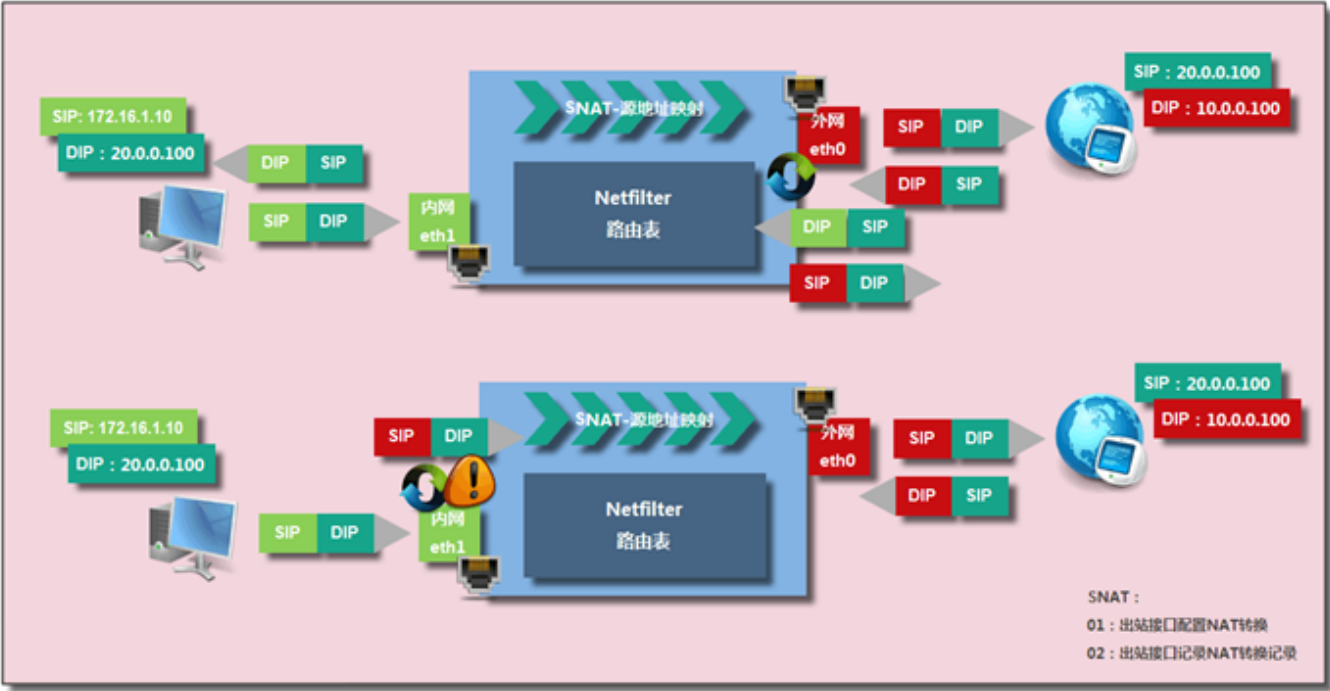 SIP: 172.16.1.10
DIP：20.0.0.100
DIP SIP
SIP DIP
内网
eth1
SNAT-源地址映射
Netfilter
路由表
外网
eth0
SIP DIP
DIP SIP
DIP SIP
SIP DIP
SIP：20.0.0.100
DIP：10.0.0.100
SIP: 172.16.1.10
DIP：20.0.0.100
SIP DIP
SIP DIP
内网
eth1
SNAT-源地址映射
Netfilter
路由表
外网
eth0
SIP DIP
DIP SIP
SIP：20.0.0.100
DIP：10.0.0.100
SNAT：
01：出站接口配置NAT转换
02：出站接口记录NAT转换记录